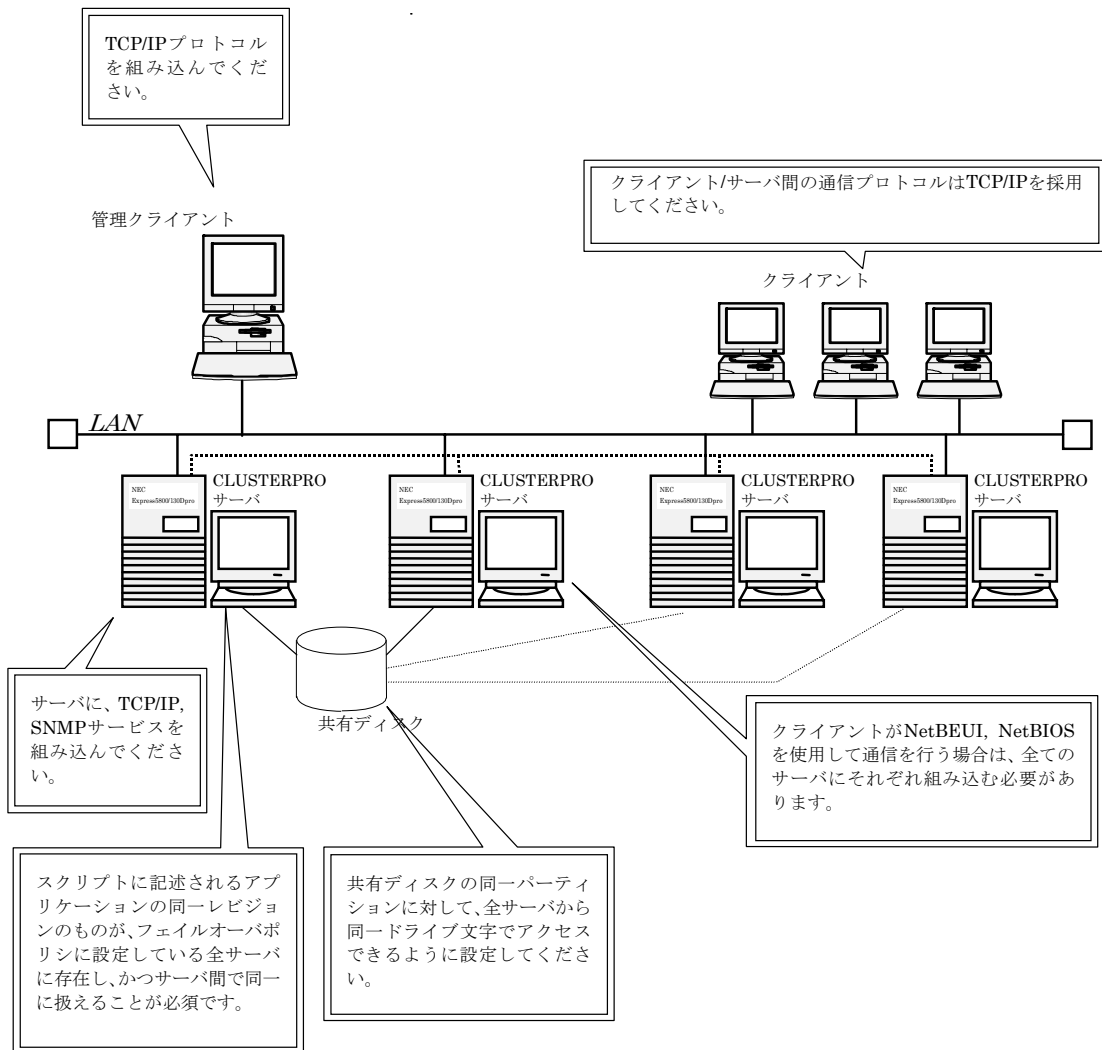 TCP/IPプロトコル
を組み込んでくだ
さい。
クライアント/サーバ間の通信プロトコルはTCP/IPを採用
してください。
管理クライアント
クライアント
LAN
NEC
Express5800/130Dpro
CLUSTERPRO
サーバ
NEC
Express5800/130Dpro
CLUSTERPRO
サーバ
NEC
Express5800/130Dpro
CLUSTERPRO
サーバ
NEC
Express5800/130Dpro
CLUSTERPRO
サーバ
サーバに、TCP/IP,
SNMPサービスを
組み込んでくださ
い。
共有ディスク
クライアントがNetBEUI, NetBIOS
を使用して通信を行う場合は、全ての
サーバにそれぞれ組み込む必要があ
ります。
スクリプトに記述されるアプ
リケーションの同一レビジョ
ンのものが、フェイルオーバポ
リシに設定している全サーバ
に存在し、かつサーバ間で同一
に扱えることが必須です。
共有ディスクの同一パーティ
ションに対して、全サーバから
同一ドライブ文字でアクセス
できるように設定してくださ
い。